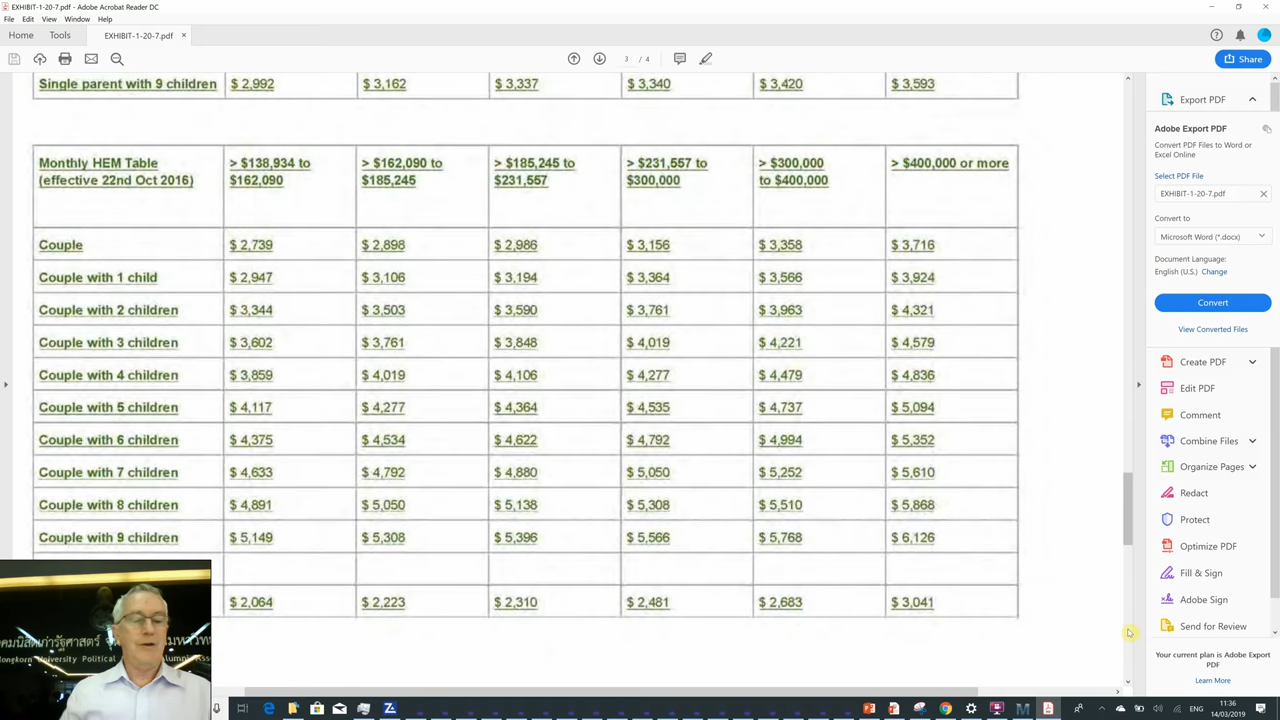 EXHIBIT-1-20-7.pdf - Adobe Acrobat Reader DC
File Edit View Window Help
Home Tools EXHIBIT-1-20-7.pdf ×
3 / 4
Share
Single parent with 9 children $ 2,992 $ 3,162 $ 3,337 $ 3,340 $ 3,420 $ 3,593
Monthly HEM Table > $138,934 to > $162,090 to > $185,245 to > $231,557 to > $300,000 > $400,000 or more
(effective 22nd Oct 2016) $162,090 $185,245 $231,557 $300,000 to $400,000
Couple $ 2,739 $ 2,898 $ 2,986 $ 3,156 $ 3,358 $ 3,716
Couple with 1 child $ 2,947 $ 3,106 $ 3,194 $ 3,364 $ 3,566 $ 3,924
Couple with 2 children $ 3,344 $ 3,503 $ 3,590 $ 3,761 $ 3,963 $ 4,321
Couple with 3 children $ 3,602 $ 3,761 $ 3,848 $ 4,019 $ 4,221 $ 4,579
Couple with 4 children $ 3,859 $ 4,019 $ 4,106 $ 4,277 $ 4,479 $ 4,836
Couple with 5 children $ 4,117 $ 4,277 $ 4,364 $ 4,535 $ 4,737 $ 5,094
Couple with 6 children $ 4,375 $ 4,534 $ 4,622 $ 4,792 $ 4,994 $ 5,352
Couple with 7 children $ 4,633 $ 4,792 $ 4,880 $ 5,050 $ 5,252 $ 5,610
Couple with 8 children $ 4,891 $ 5,050 $ 5,138 $ 5,308 $ 5,510 $ 5,868
Couple with 9 children $ 5,149 $ 5,308 $ 5,396 $ 5,566 $ 5,768 $ 6,126
$ 2,064 $ 2,223 $ 2,310 $ 2,481 $ 2,683 $ 3,041
Export PDF
Adobe Export PDF
Convert PDF Files to Word or
Excel Online
Select PDF File
EXHIBIT-1-20-7.pdf
Convert to
Microsoft Word (*.docx)
Document Language:
English (U.S.) Change
Convert
View Converted Files
Create PDF
Edit PDF
Comment
Combine Files
Organize Pages
Redact
Protect
Optimize PDF
Fill & Sign
Adobe Sign
Send for Review
Your current plan is Adobe Export
PDF
Learn More
University Political
ENG
11:36
14/03/2019